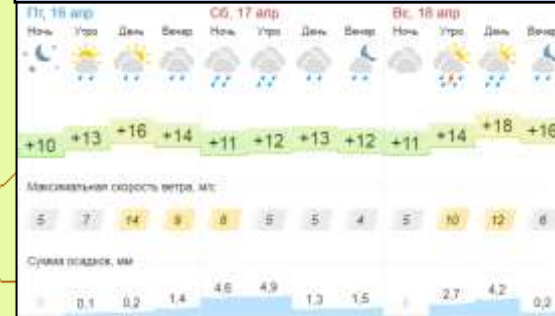 Пт, 16 апр Сб, 17 апр Вс, 18 апр
Ночь Утро День Вечер Ночь Утро День Вечер Ночь Утро День Вечер
+10 +13 +16 +14 +11 +12 +13 +12 +11 +14 +18 +16
Максимальная скорость ветра, м/с
5 7 14 9 8 5 5 4 5 10 12 8
Сумма осадков, мм
0 0,1 0,2 1,4 4,6 4,9 1,3 1,5 0 2,7 4,2 0,2